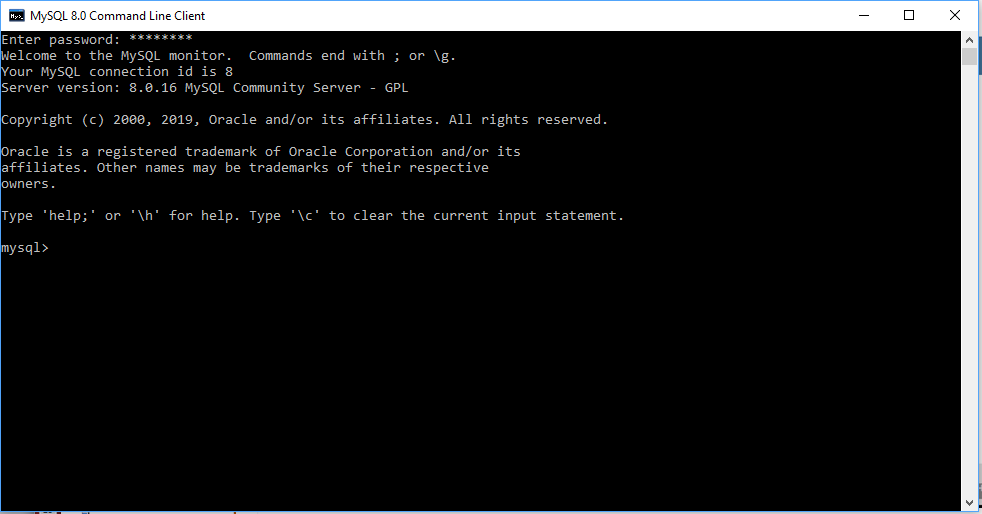 MySQL 8.0 Command Line Client
Enter password: ********
Welcome to the MySQL monitor.  Commands end with ; or \g.
Your MySQL connection id is 8
Server version: 8.0.16 MySQL Community Server - GPL
Copyright (c) 2000, 2019, Oracle and/or its affiliates. All rights reserved.
Oracle is a registered trademark of Oracle Corporation and/or its
affiliates. Other names may be trademarks of their respective
owners.
Type 'help;' or '\h' for help. Type '\c' to clear the current input statement.
mysql>